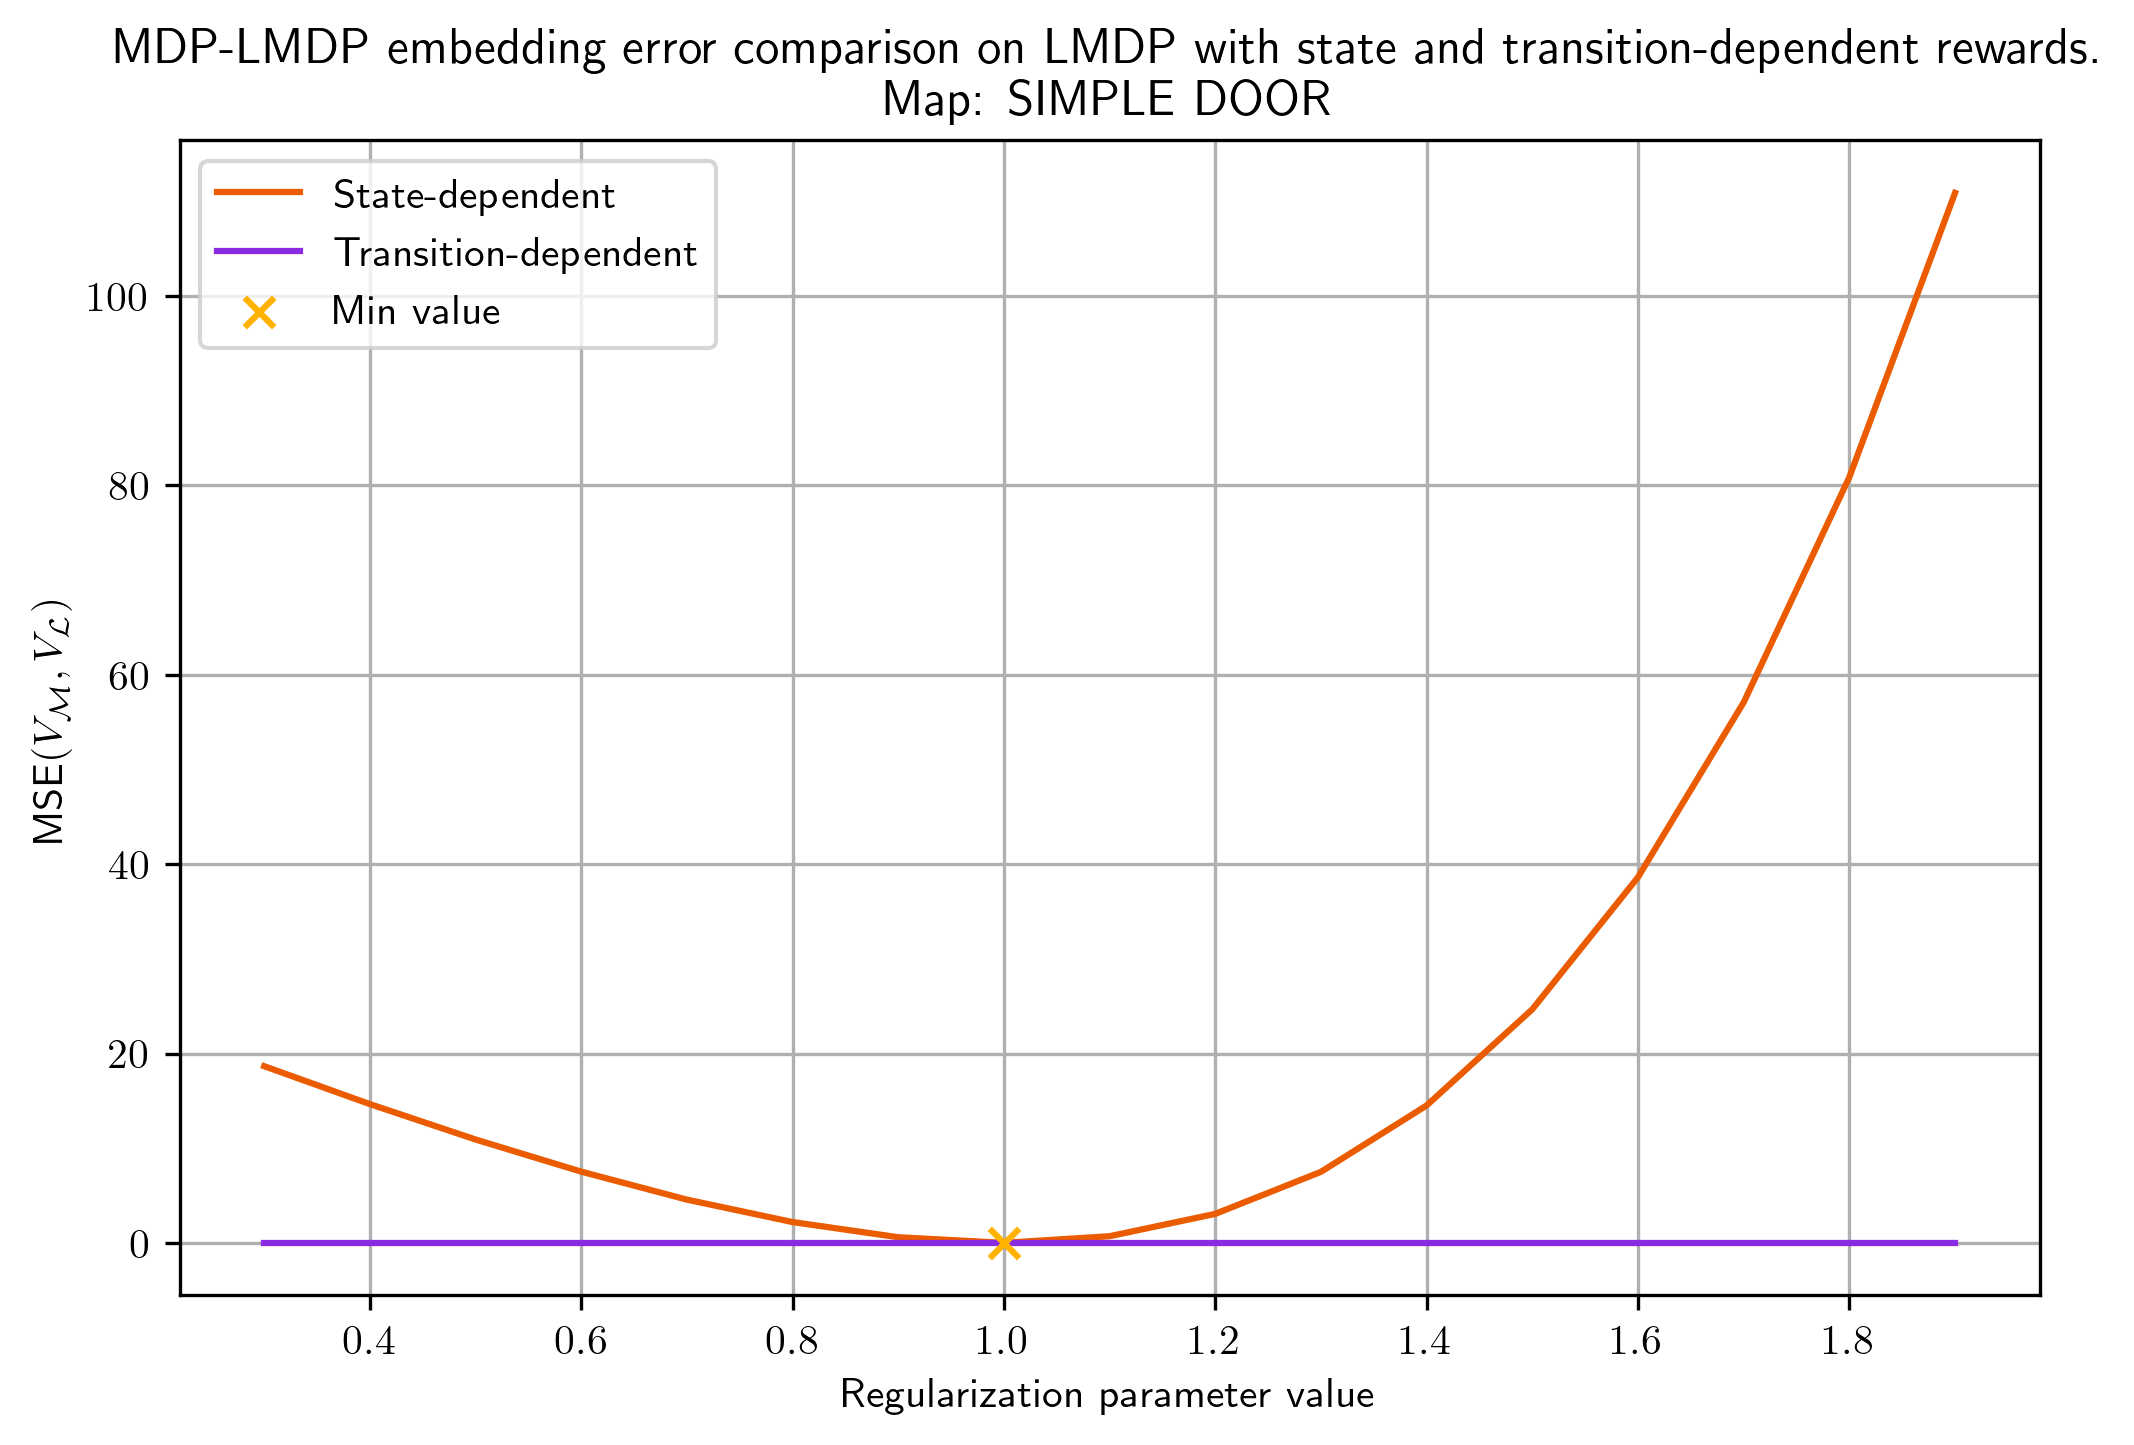 MDP-LMDP embedding error comparison on LMDP with state and transition-dependent rewards.
Map: SIMPLE DOOR
State-dependent
Transition-dependent
Min value
100
80
60
40
20
0
MSE(V_ℳ, V_ℒ)
0.4 0.6 0.8 1.0 1.2 1.4 1.6 1.8
Regularization parameter value